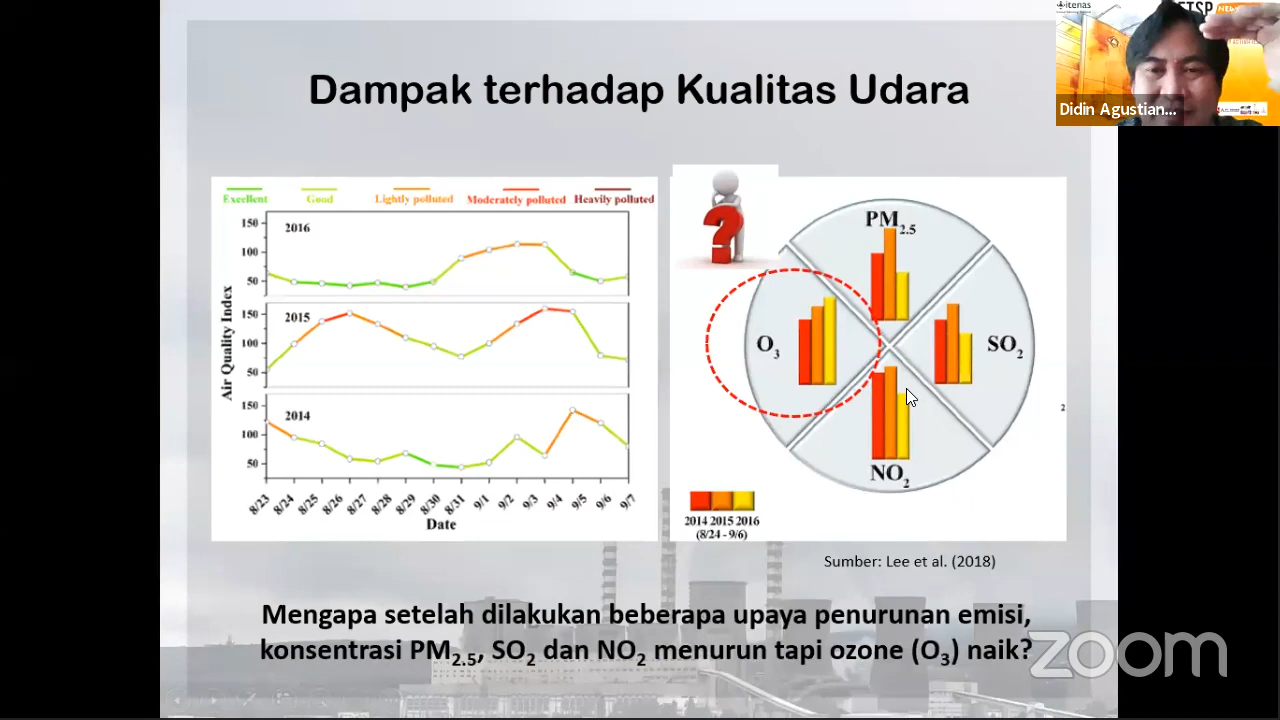 Dampak terhadap Kualitas Udara
itenas
FTSP
Didin Agustian...
Excellent Good Lightly polluted Moderately polluted Heavily polluted
Air Quality Index
150
100
50
2016
150
100
50
2015
150
100
50
2014
8/23 8/24 8/25 8/26 8/27 8/28 8/29 8/30 8/31 9/1 9/2 9/3 9/4 9/5 9/6 9/7
Date
?
PM2.5
O3
SO2
NO2
2014 2015 2016
(8/24 - 9/6)
2
Sumber: Lee et al. (2018)
Mengapa setelah dilakukan beberapa upaya penurunan emisi,
konsentrasi PM2.5, SO2 dan NO2 menurun tapi ozone (O3) naik?
zoom